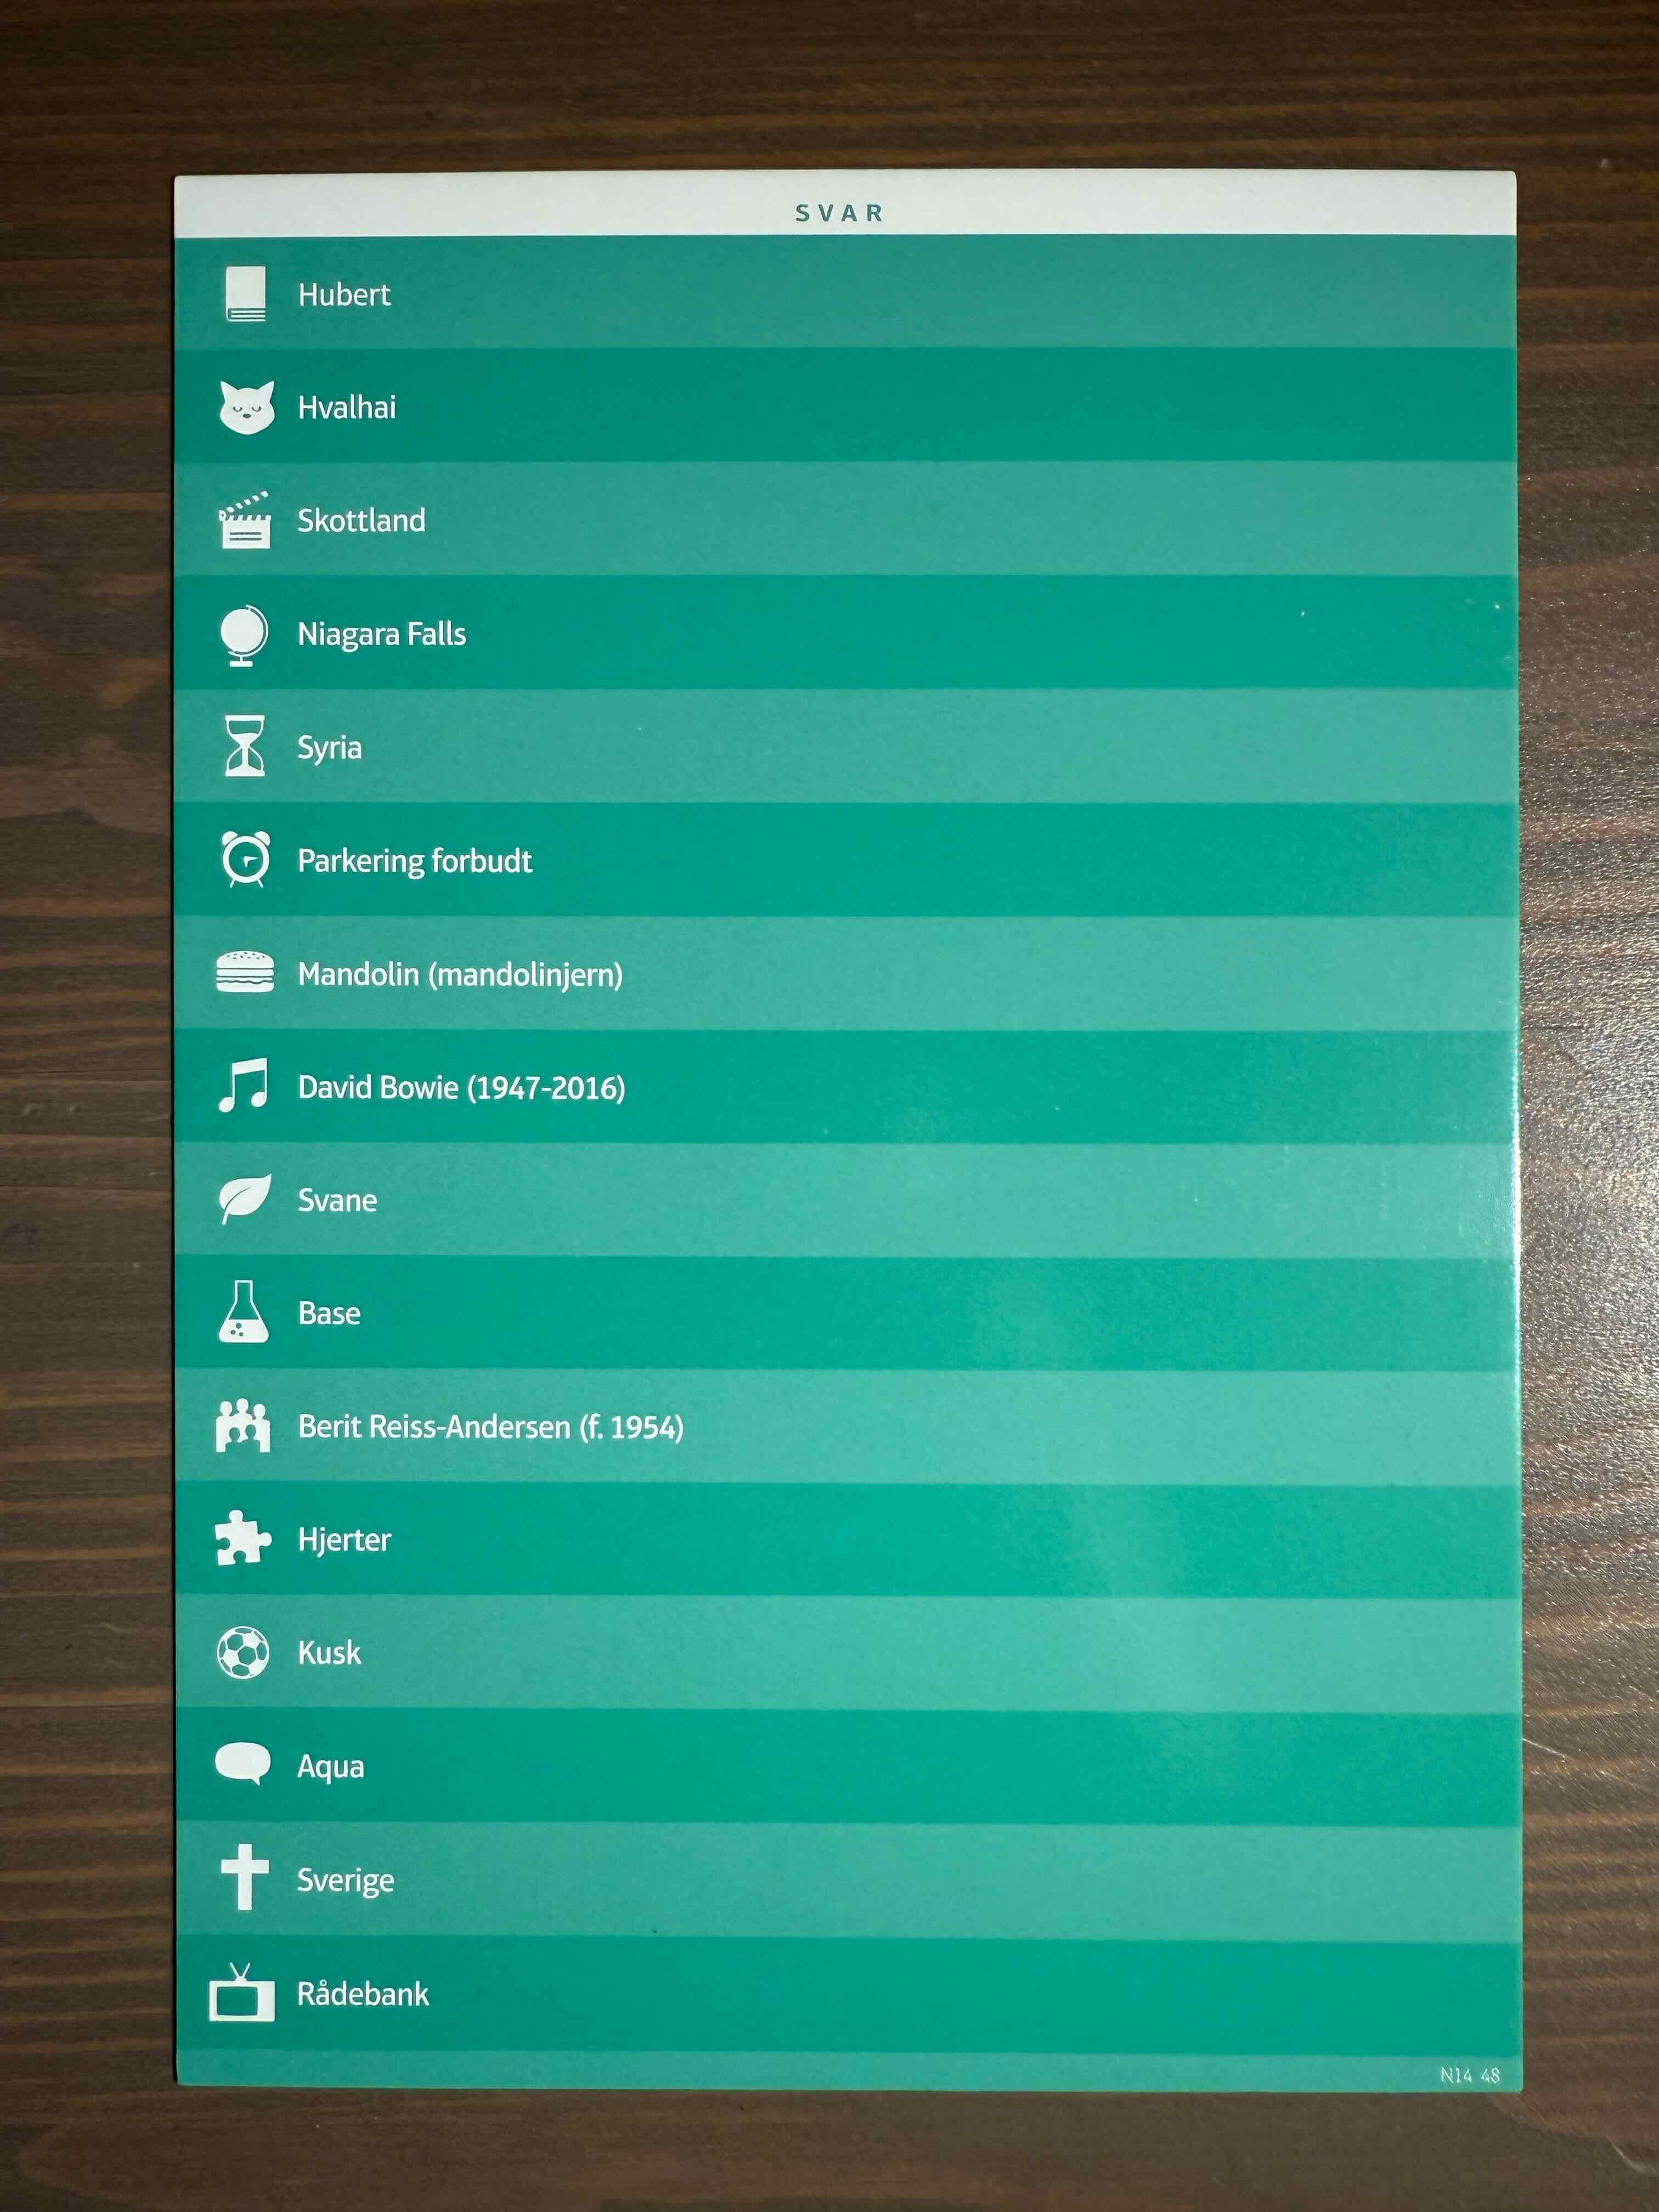 SVAR
Hubert
Hvalhai
Skottland
Niagara Falls
Syria
Parkering forbudt
Mandolin (mandolinjern)
David Bowie (1947-2016)
Svane
Base
Berit Reiss-Andersen (f. 1954)
Hjerter
Kusk
Aqua
Sverige
Rådebank
N14 48